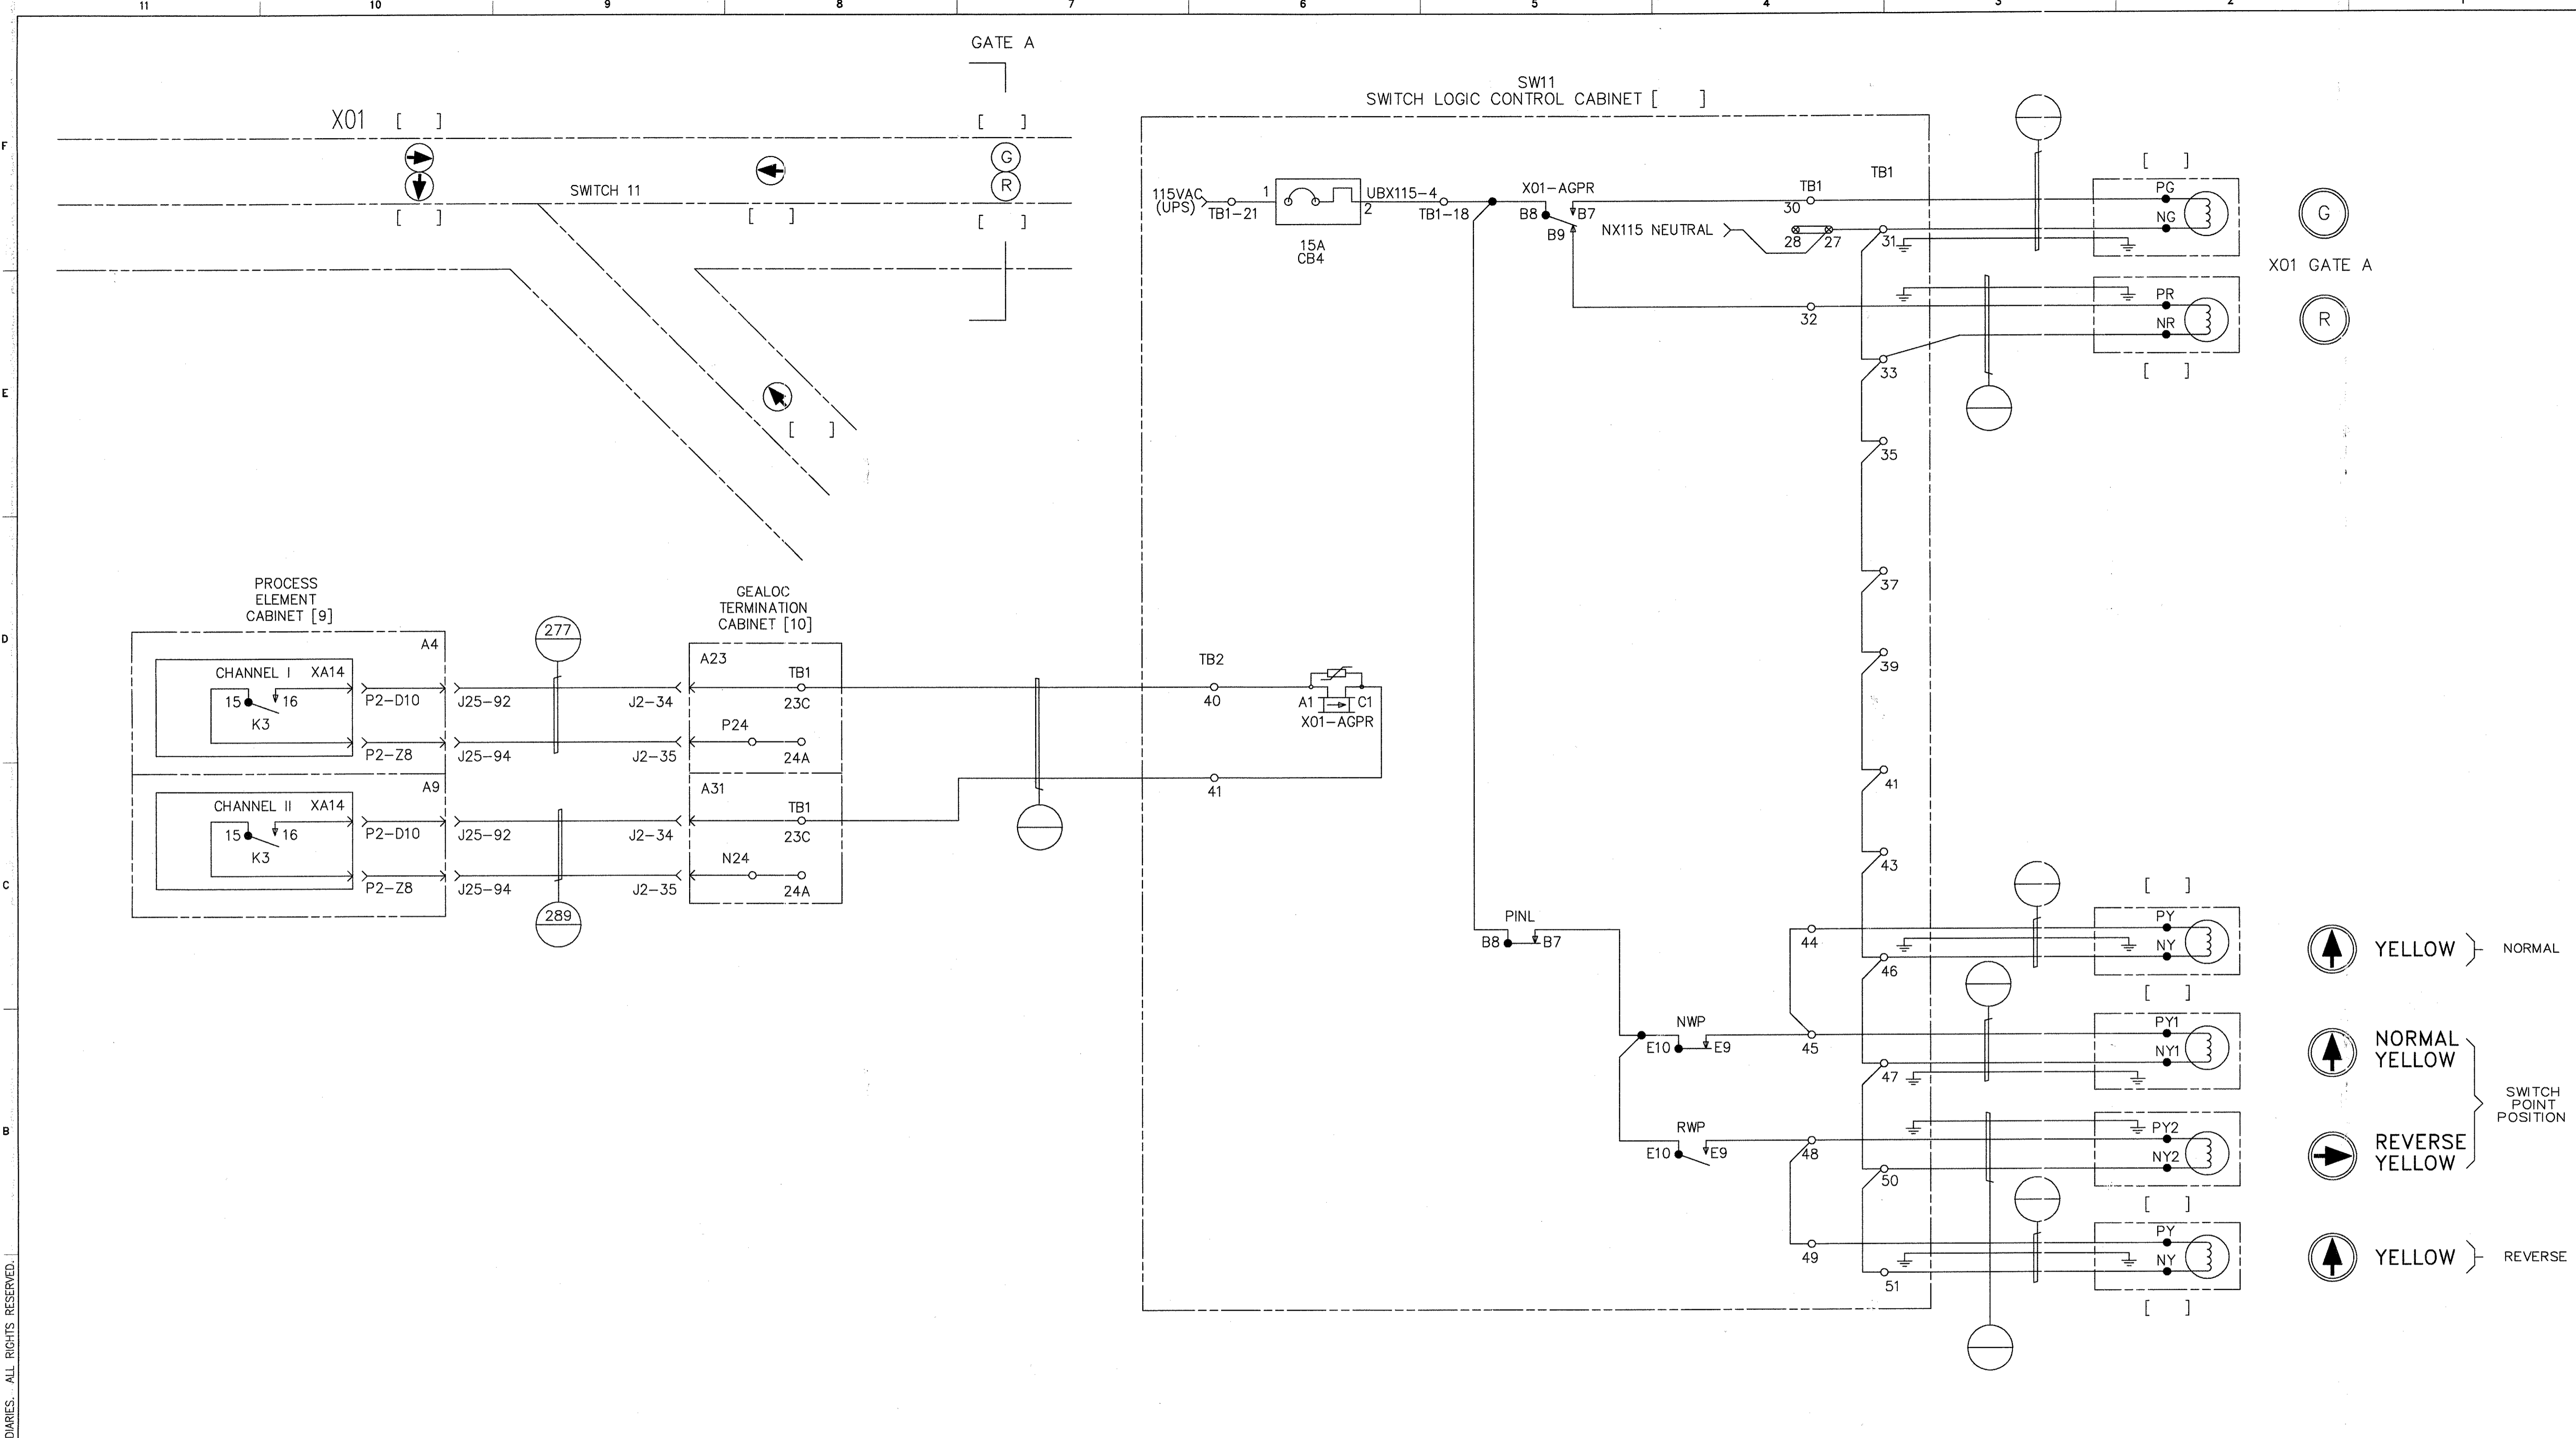 11 10 9 8 7 6 5 4 3 2 1
F
E
D
C
B
DIARIES. ALL RIGHTS RESERVED.
GATE A
X01 [ ]
[ ]
G
R
SWITCH 11
[ ]
[ ]
[ ]
[ ]
SW11
SWITCH LOGIC CONTROL CABINET [ ]
115VAC
(UPS)
TB1-21
1
2
15A
CB4
UBX115-4
TB1-18
X01-AGPR
B8
B7
B9
TB1
30
TB1
NX115 NEUTRAL
28
27
31
32
33
35
37
39
41
43
[ ]
PG
NG
G
X01 GATE A
PR
NR
R
[ ]
PROCESS
ELEMENT
CABINET [9]
A4
CHANNEL I XA14
15
16
K3
P2-D10
P2-Z8
J25-92
J25-94
277
J2-34
J2-35
A9
CHANNEL II XA14
15
16
K3
P2-D10
P2-Z8
J25-92
J25-94
289
J2-34
J2-35
GEALOC
TERMINATION
CABINET [10]
A23
TB1
23C
P24
24A
A31
TB1
23C
N24
24A
TB2
40
41
A1
C1
X01-AGPR
PINL
B8
B7
44
46
NWP
E10
E9
45
47
RWP
E10
E9
48
50
49
51
[ ]
PY
NY
YELLOW
NORMAL
[ ]
PY1
NY1
NORMAL
YELLOW
SWITCH
POINT
POSITION
PY2
NY2
REVERSE
YELLOW
[ ]
PY
NY
YELLOW
REVERSE
[ ]